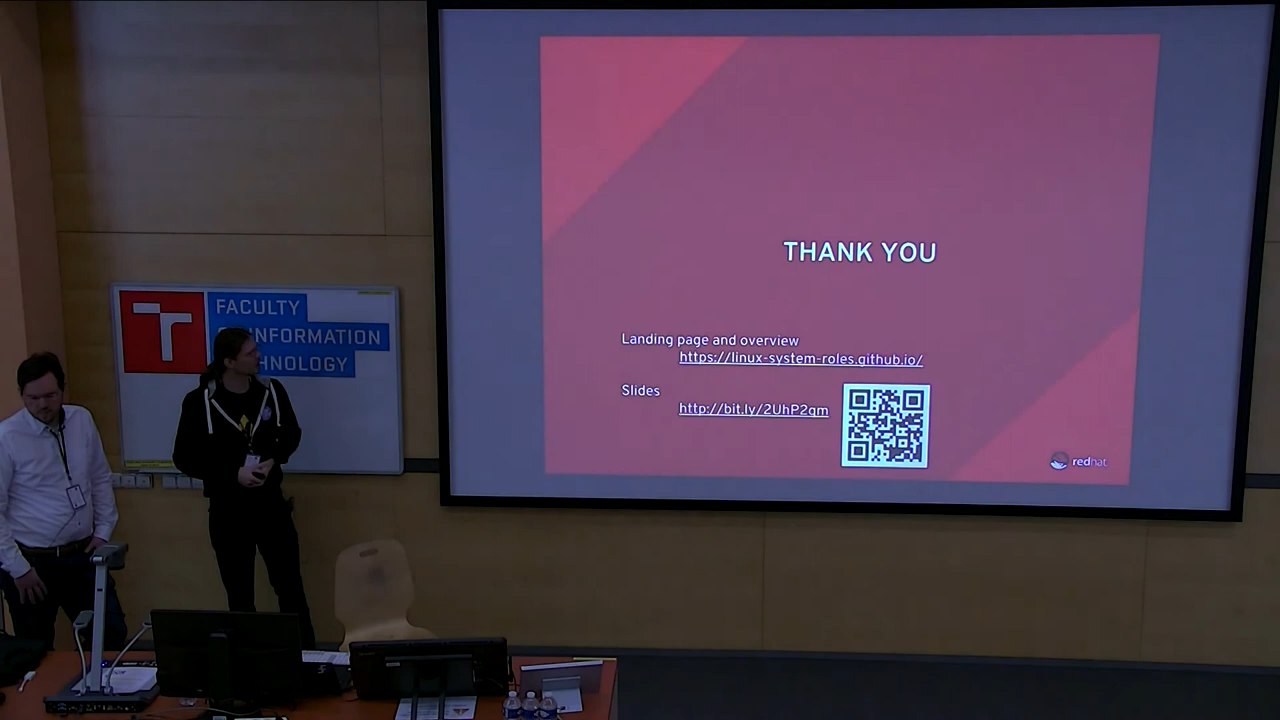 THANK YOU
Landing page and overview
https://linux-system-roles.github.io/
Slides
http://bit.ly/2UhP2qm
redhat
FACULTY
INFORMATION
HNOLOGY